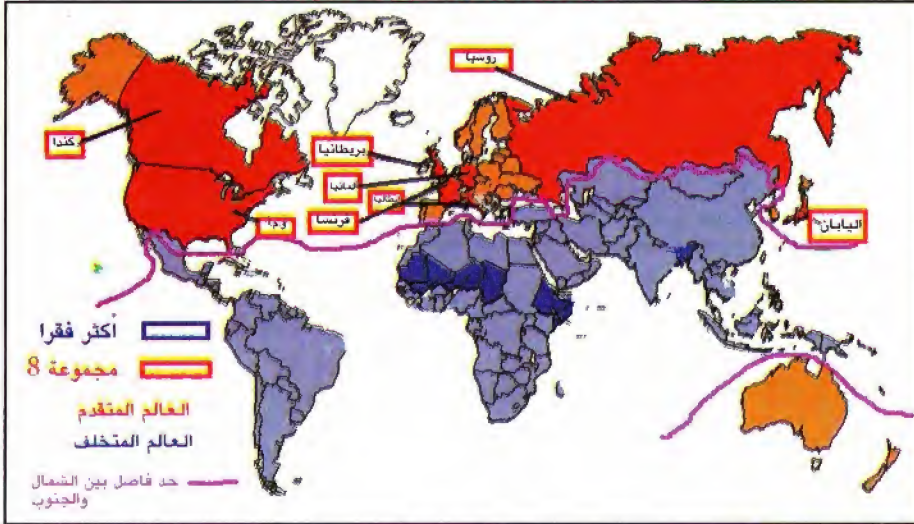 روسيا
كندا
بريطانيا
ألمانيا
إيطاليا
و.م.أ
فرنسا
اليابان
أكثر فقرا
مجموعة 8
العالم المتقدم
العالم المتخلف
حد فاصل بين الشمال
والجنوب